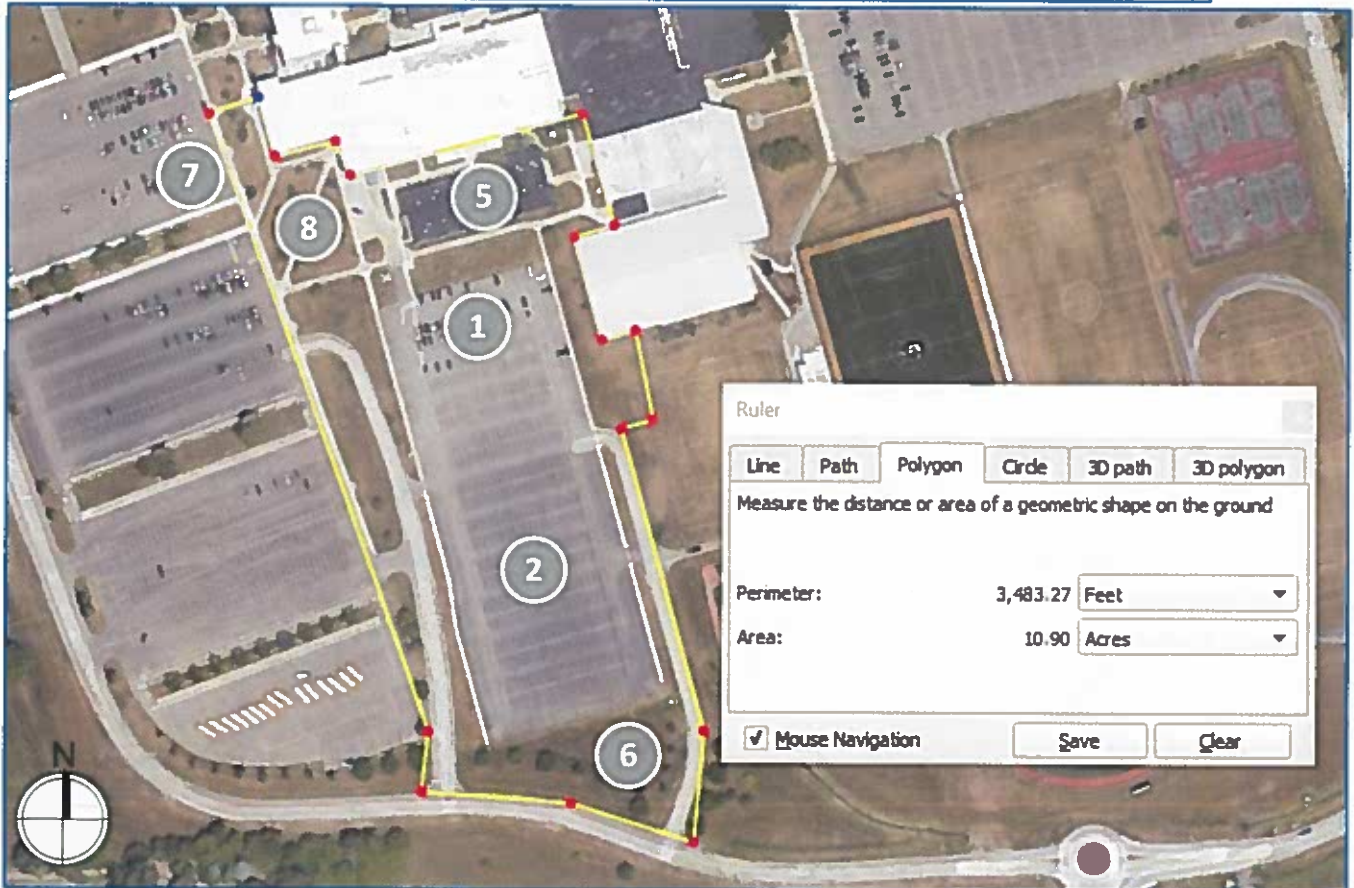 7
8
5
1
2
6
N
Ruler
Line Path Polygon Circle 3D path 3D polygon
Measure the distance or area of a geometric shape on the ground
Perimeter: 3,483.27 Feet
Area: 10.90 Acres
Mouse Navigation Save Clear